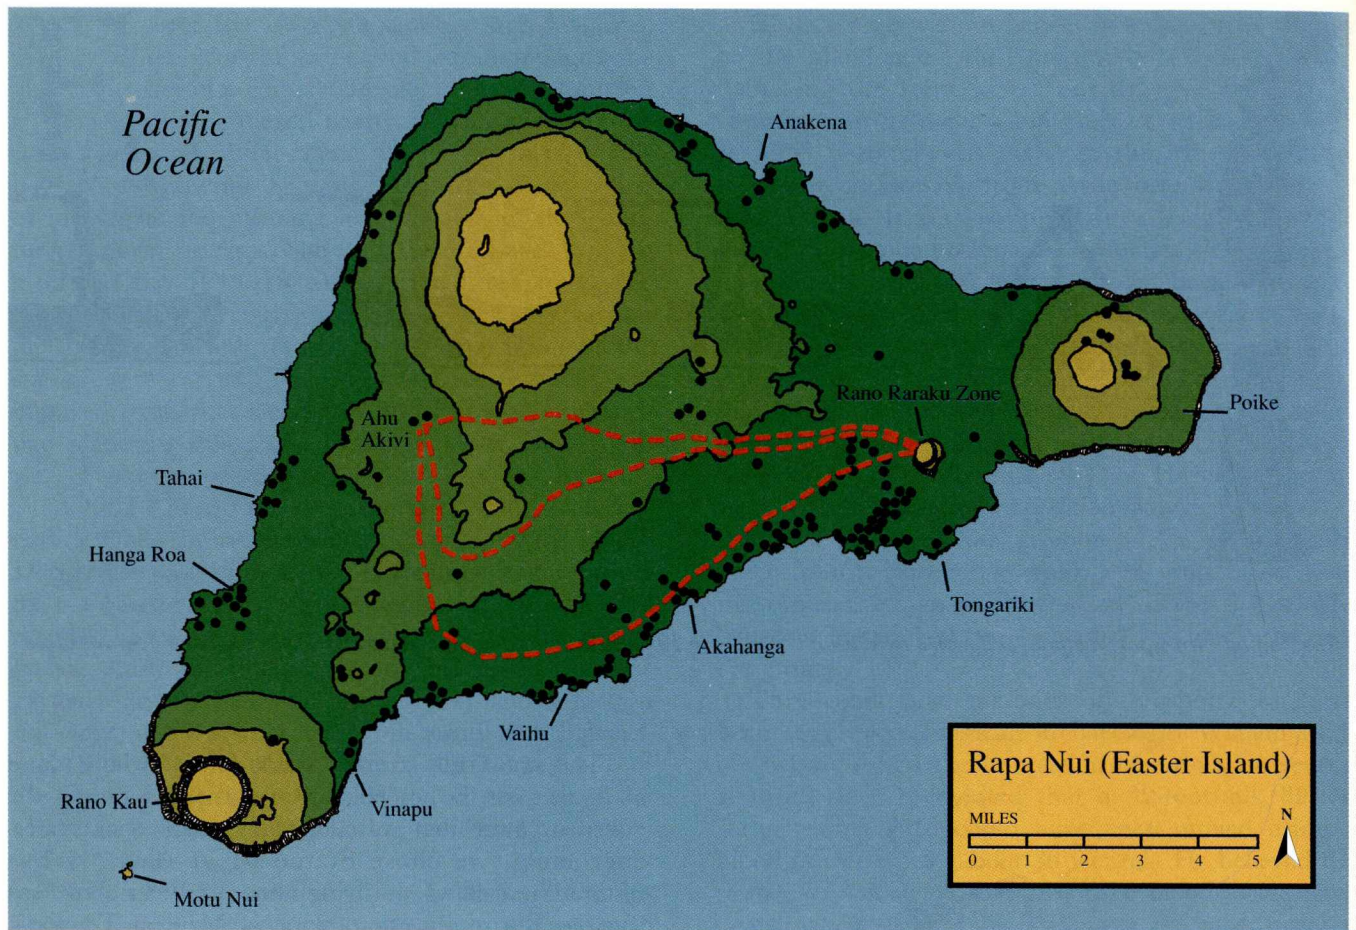 Pacific
Ocean
Anakena
Rano Raraku Zone
Poike
Ahu
Akivi
Tahai
Hanga Roa
Tongariki
Akahanga
Vaihu
Rano Kau
Vinapu
Motu Nui
Rapa Nui (Easter Island)
MILES
N
0 1 2 3 4 5